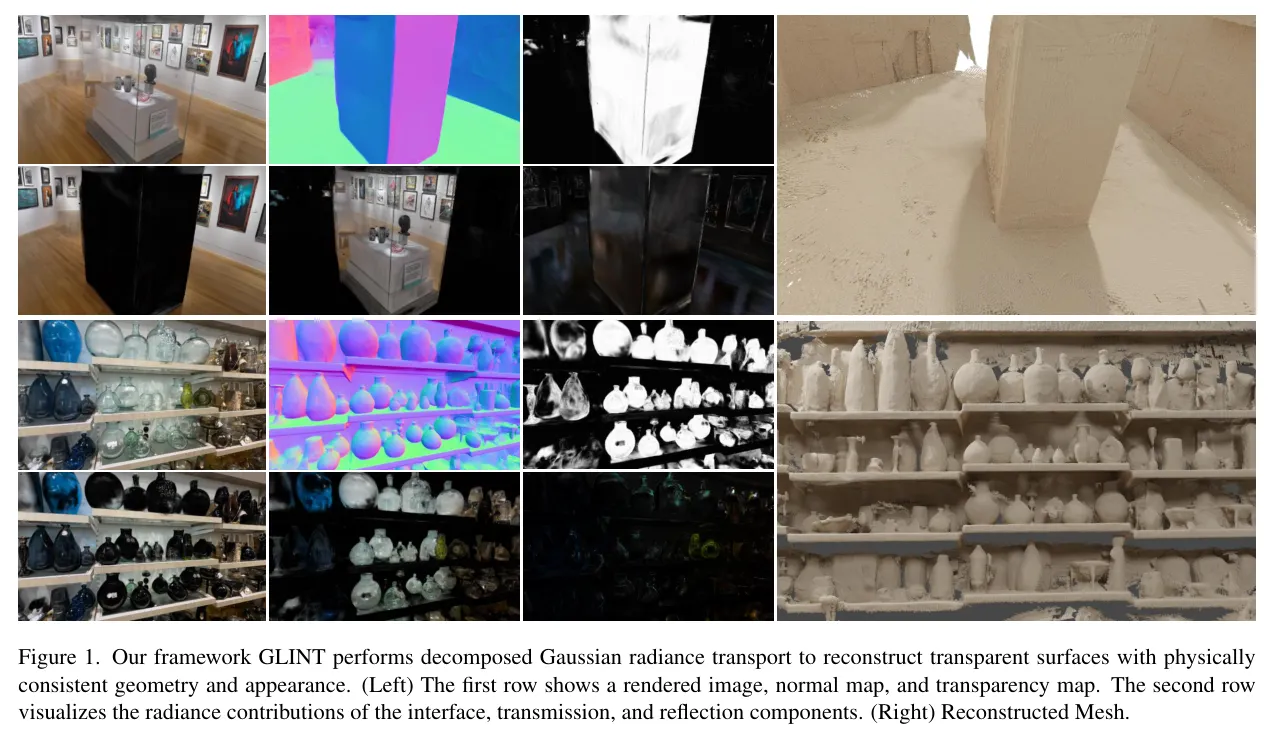 Figure 1. Our framework GLINT performs decomposed Gaussian radiance transport to reconstruct transparent surfaces with physically
consistent geometry and appearance. (Left) The first row shows a rendered image, normal map, and transparency map. The second row
visualizes the radiance contributions of the interface, transmission, and reflection components. (Right) Reconstructed Mesh.